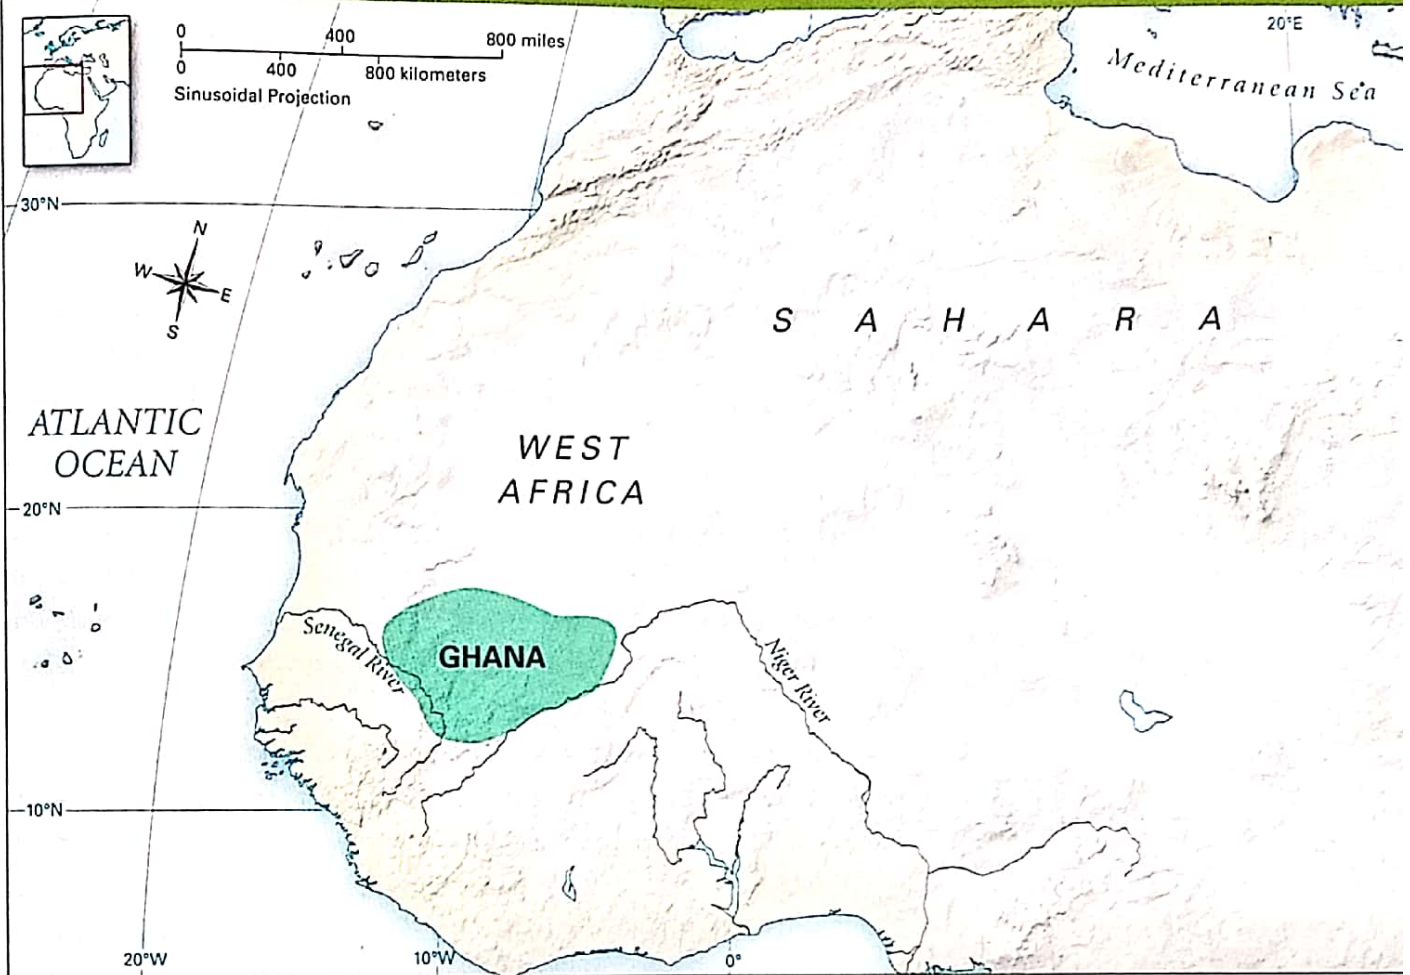 0 400 800 miles
0 400 800 kilometers
Sinusoidal Projection
20°E
Mediterranean Sea
30°N
N
W
E
S
SAHARA
ATLANTIC
OCEAN
WEST
AFRICA
20°N
Senegal River
GHANA
Niger River
10°N
20°W
10°W
0°